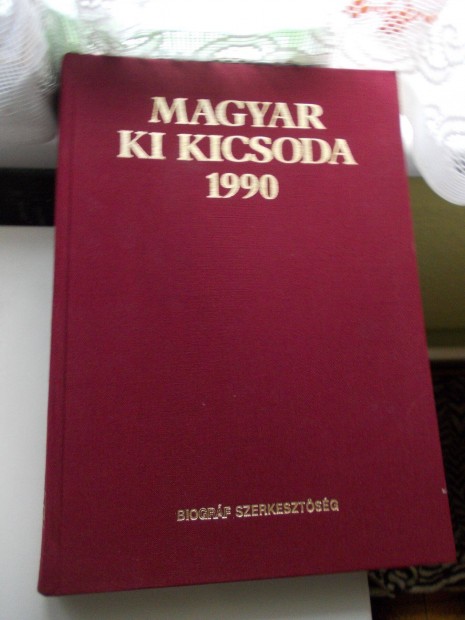 MAGYAR
KI KICSODA
1990
BIOGRÁF SZERKESZTŐSÉG